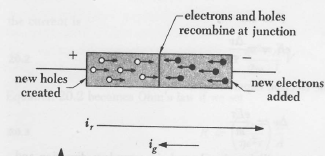 electrons and holes
recombine at junction
+
−
new holes
created
new electrons
added
i_r
i_g